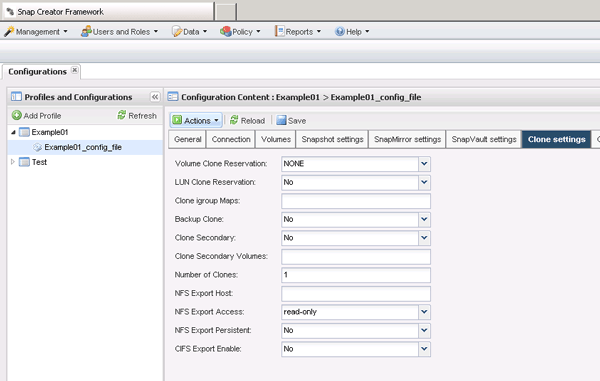 Snap Creator Framework
Management Users and Roles Data Policy Reports Help
Configurations
Profiles and Configurations
Add Profile Refresh
Example01
Example01_config_file
Test
Configuration Content : Example01 > Example01_config_file
Actions Reload Save
General Connection Volumes Snapshot settings SnapMirror settings SnapVault settings Clone settings
Volume Clone Reservation: NONE
LUN Clone Reservation: No
Clone igroup Maps:
Backup Clone: No
Clone Secondary: No
Clone Secondary Volumes:
Number of Clones: 1
NFS Export Host:
NFS Export Access: read-only
NFS Export Persistent: No
CIFS Export Enable: No